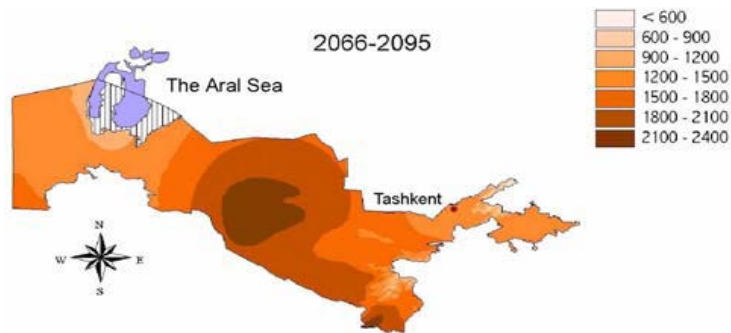 2066-2095
The Aral Sea
Tashkent
N
W E
S
< 600
600 - 900
900 - 1200
1200 - 1500
1500 - 1800
1800 - 2100
2100 - 2400